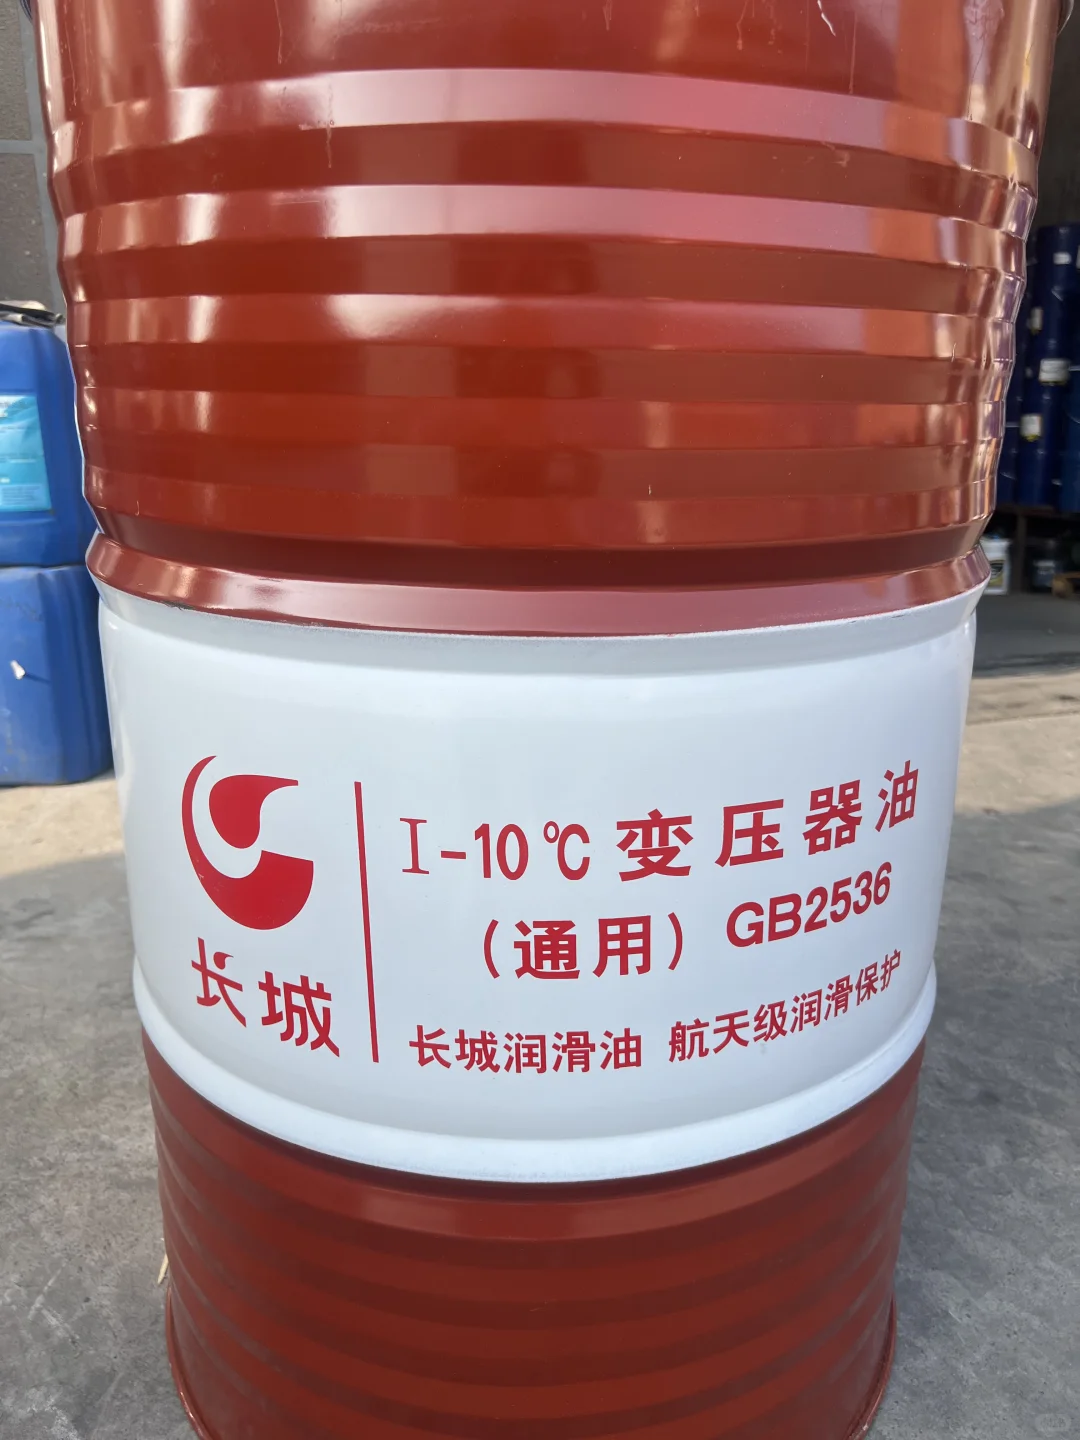 I-10℃变压器油
（通用）GB2536
长城
长城润滑油 航天级润滑保护